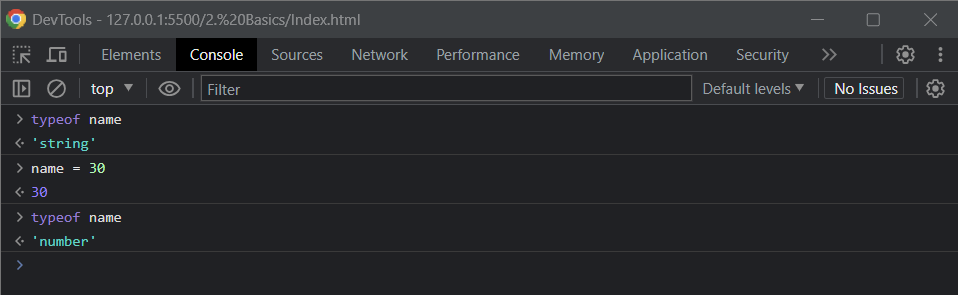 DevTools - 127.0.0.1:5500/2.%20Basics/Index.html
Elements Console Sources Network Performance Memory Application Security
top Filter Default levels No Issues
typeof name
'string'
name = 30
30
typeof name
'number'